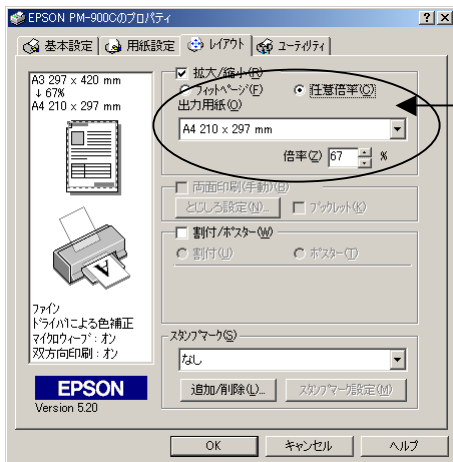 EPSON PM-900Cのプロパティ
基本設定
用紙設定
レイアウト
ユーティリティ
A3 297 x 420 mm
↓ 67%
A4 210 x 297 mm
拡大/縮小(R)
フィットページ(F)
任意倍率(C)
出力用紙(O)
A4 210 x 297 mm
倍率(Z) 67 %
両面印刷(手動)(B)
とじしろ設定(N)...
ブックレット(K)
割付/ポスター(W)
割付(U)
ポスター(T)
ファイン
ドライバによる色補正
マイクロウィーブ：オン
双方向印刷：オン
スタンプマーク(S)
なし
追加/削除(L)...
スタンプマーク設定(M)
EPSON
Version 5.20
OK
キャンセル
ヘルプ